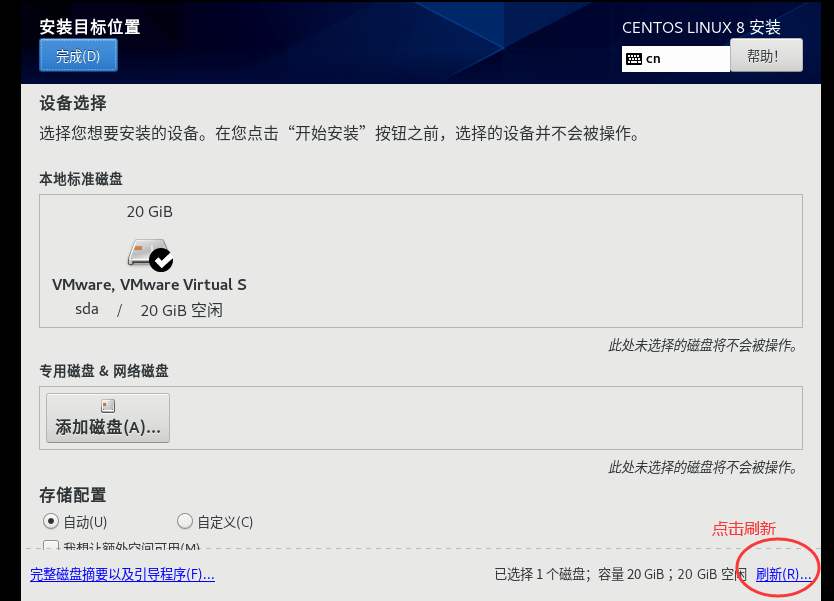 安装目标位置
CENTOS LINUX 8 安装
完成(D)
cn
帮助!
设备选择
选择您想要安装的设备。在您点击“开始安装”按钮之前，选择的设备并不会被操作。
本地标准磁盘
20 GiB
VMware, VMware Virtual S
sda / 20 GiB 空闲
此处未选择的磁盘将不会被操作。
专用磁盘 & 网络磁盘
添加磁盘(A)...
此处未选择的磁盘将不会被操作。
存储配置
自动(U) 自定义(C)
点击刷新
我想让额外空间可用(M)
完整磁盘摘要以及引导程序(F)... 已选择 1 个磁盘；容量 20 GiB；20 GiB 空闲 刷新(R)...